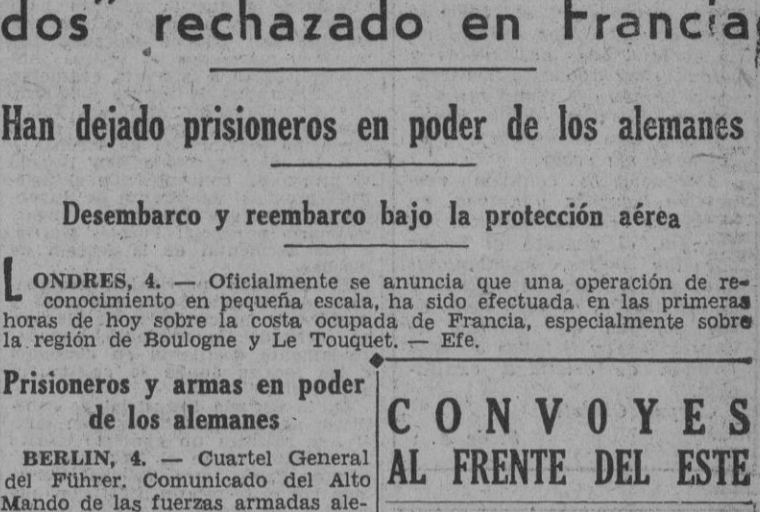 dos" rechazado en Francia
Han dejado prisioneros en poder de los alemanes
Desembarco y reembarco bajo la protección aérea
LONDRES, 4. — Oficialmente se anuncia que una operación de re-
conocimiento en pequeña escala, ha sido efectuada en las primeras
horas de hoy sobre la costa ocupada de Francia, especialmente sobre
la región de Boulogne y Le Touquet. — Efe.
Prisioneros y armas en poder
de los alemanes
BERLIN, 4. — Cuartel General
del Führer. Comunicado del Alto
Mando de las fuerzas armadas ale-
CONVOYES
AL FRENTE DEL ESTE